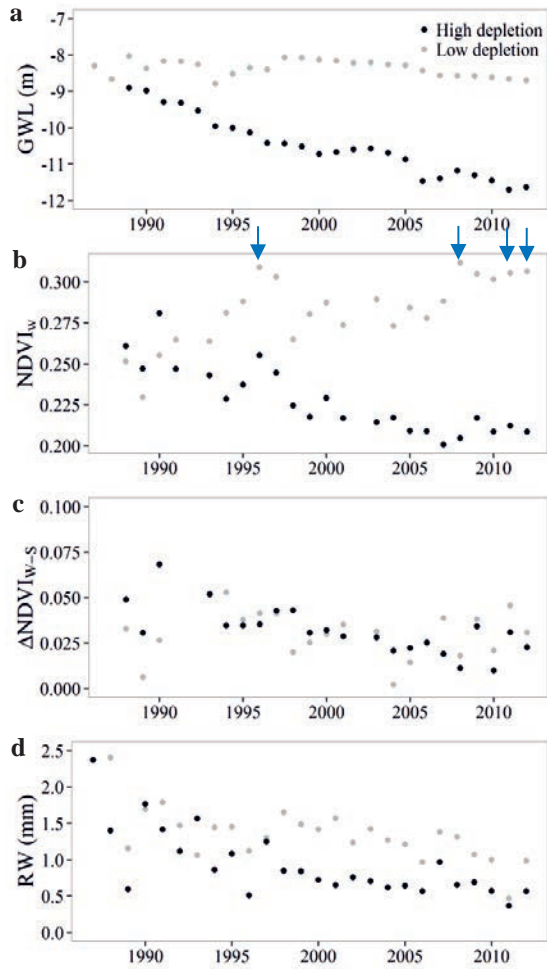 a
-7
-8
-9
-10
-11
-12
GWL (m)
High depletion
Low depletion
1990 1995 2000 2005 2010
b
0.300
0.275
0.250
0.225
0.200
NDVIw
1990 1995 2000 2005 2010
c
0.100
0.075
0.050
0.025
0.000
ΔNDVIW-S
1990 1995 2000 2005 2010
d
2.5
2.0
1.5
1.0
0.5
0.0
RW (mm)
1990 1995 2000 2005 2010